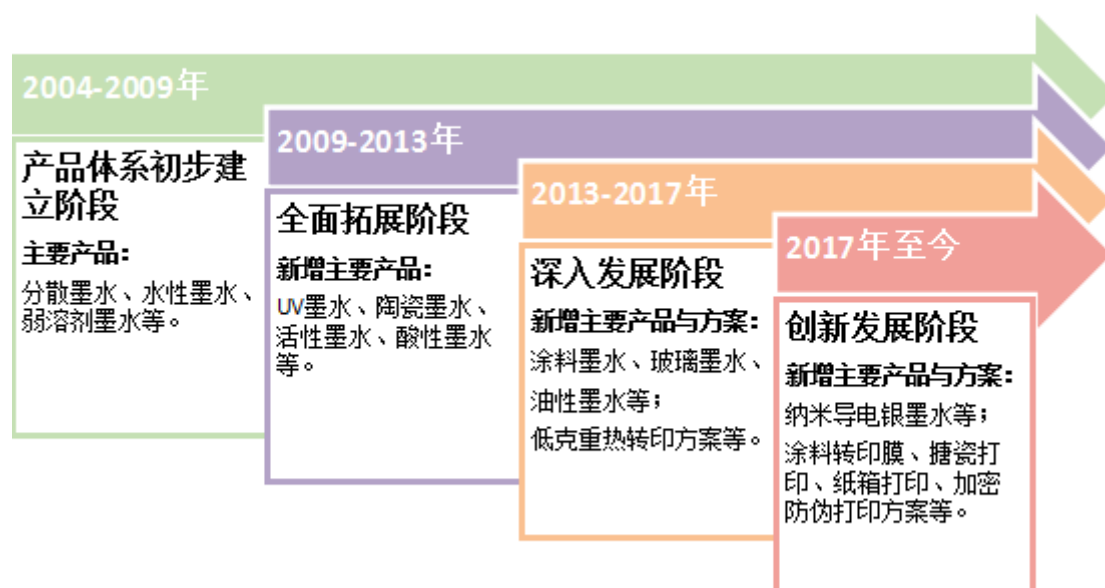 2004-2009年
产品体系初步建
立阶段
主要产品：
分散墨水、水性墨水、
弱溶剂墨水等。
2009-2013年
全面拓展阶段
新增主要产品：
UV墨水、陶瓷墨水、
活性墨水、酸性墨水
等。
2013-2017年
深入发展阶段
新增主要产品与方案：
涂料墨水、玻璃墨水、
油性墨水等；
低克重热转印方案等。
2017年至今
创新发展阶段
新增主要产品与方案：
纳米导电银墨水等；
涂料转印膜、搪瓷打
印、纸箱打印、加密
防伪打印方案等。